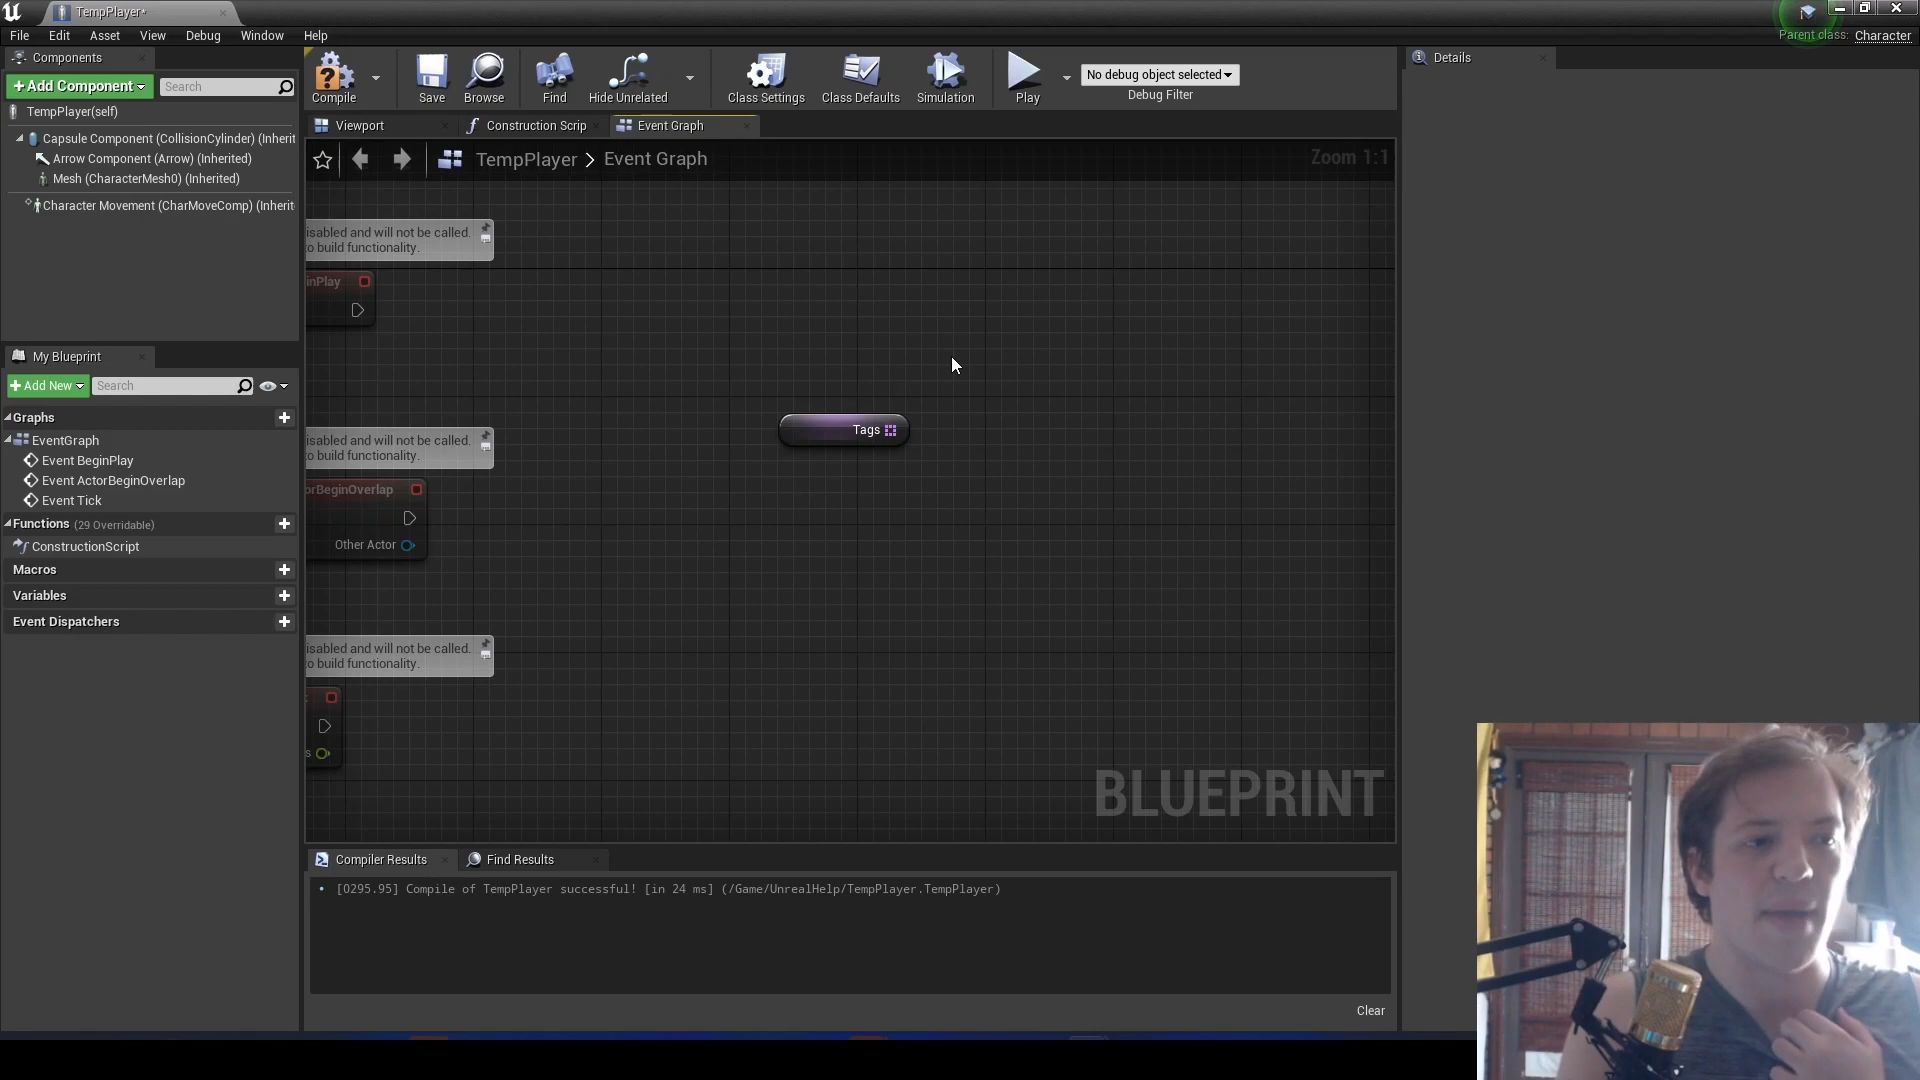 TempPlayer*
File Edit Asset View Debug Window Help
Parent class: Character
Components
+Add Component
Search
TempPlayer(self)
Capsule Component (CollisionCylinder) (Inherit
Arrow Component (Arrow) (Inherited)
Mesh (CharacterMesh0) (Inherited)
Character Movement (CharMoveComp) (Inherit
My Blueprint
+Add New
Search
Graphs
EventGraph
Event BeginPlay
Event ActorBeginOverlap
Event Tick
Functions (29 Overridable)
ConstructionScript
Macros
Variables
Event Dispatchers
Compile Save Browse Find Hide Unrelated Class Settings Class Defaults Simulation Play
No debug object selected
Debug Filter
Viewport
Construction Scrip
Event Graph
TempPlayer > Event Graph
Zoom 1:1
isabled and will not be called.
to build functionality.
inPlay
isabled and will not be called.
to build functionality.
orBeginOverlap
Other Actor
isabled and will not be called.
to build functionality.
s
Tags
BLUEPRINT
Compiler Results
Find Results
[0295.95] Compile of TempPlayer successful! [in 24 ms] (/Game/UnrealHelp/TempPlayer.TempPlayer)
Clear
Details